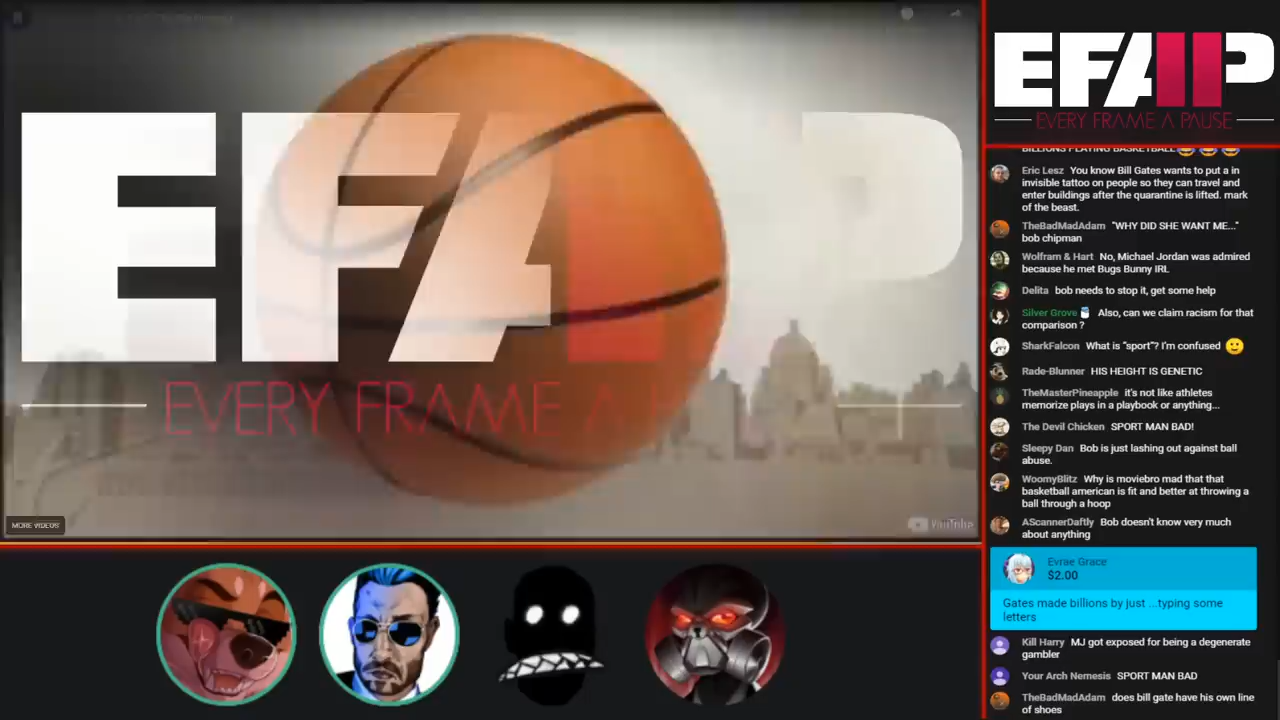 EFAP
EVERY FRAME A
MORE VIDEOS
YouTube
EFAP
EVERY FRAME A PAUSE
BILLIONS PLAYING BASKETBALL
Eric Lesz You know Bill Gates wants to put a in
invisible tattoo on people so they can travel and
enter buildings after the quarantine is lifted. mark
of the beast.
TheBadMadAdam "WHY DID SHE WANT ME..."
bob chipman
Wolfram & Hart No, Michael Jordan was admired
because he met Bugs Bunny IRL
Delita bob needs to stop it, get some help
Silver Grove Also, can we claim racism for that
comparison ?
SharkFalcon What is "sport"? I'm confused
Rade-Blunner HIS HEIGHT IS GENETIC
TheMasterPineapple it's not like athletes
memorize plays in a playbook or anything...
The Devil Chicken SPORT MAN BAD!
Sleepy Dan Bob is just lashing out against ball
abuse.
WoomyBlitz Why is moviebro mad that that
basketball american is fit and better at throwing a
ball through a hoop
AScannerDaftly Bob doesn't know very much
about anything
Evrae Grace
$2.00
Gates made billions by just ...typing some
letters
Kill Harry MJ got exposed for being a degenerate
gambler
Your Arch Nemesis SPORT MAN BAD
TheBadMadAdam does bill gate have his own line
of shoes